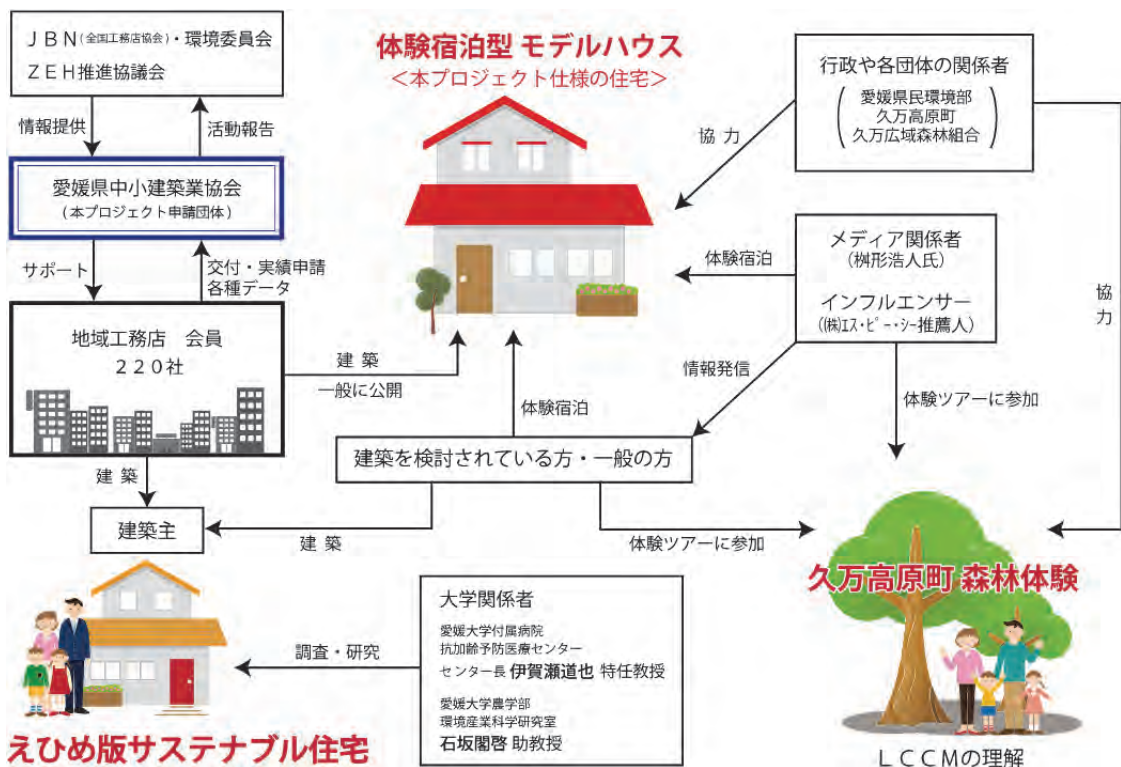 JBN(全国工務店協会)・環境委員会
ZEH推進協議会
情報提供
活動報告
愛媛県中小建築業協会
(本プロジェクト申請団体)
サポート
交付・実績申請
各種データ
地域工務店　会員
220社
建 築
建築主
体験宿泊型 モデルハウス
<本プロジェクト仕様の住宅>
建 築
一般に公開
体験宿泊
建築を検討されている方・一般の方
建 築
体験ツアーに参加
行政や各団体の関係者
(愛媛県民環境部
久万高原町
久万広域森林組合)
協 力
協力
メディア関係者
(桝形浩人氏)
インフルエンサー
((株)エス・ピー・シー推薦人)
体験宿泊
情報発信
体験ツアーに参加
久万高原町 森林体験
LCCMの理解
大学関係者
愛媛大学付属病院
抗加齢予防医療センター
センター長 伊賀瀬道也 特任教授
愛媛大学農学部
環境産業科学研究室
石坂閣啓 助教授
調査・研究
えひめ版サステナブル住宅